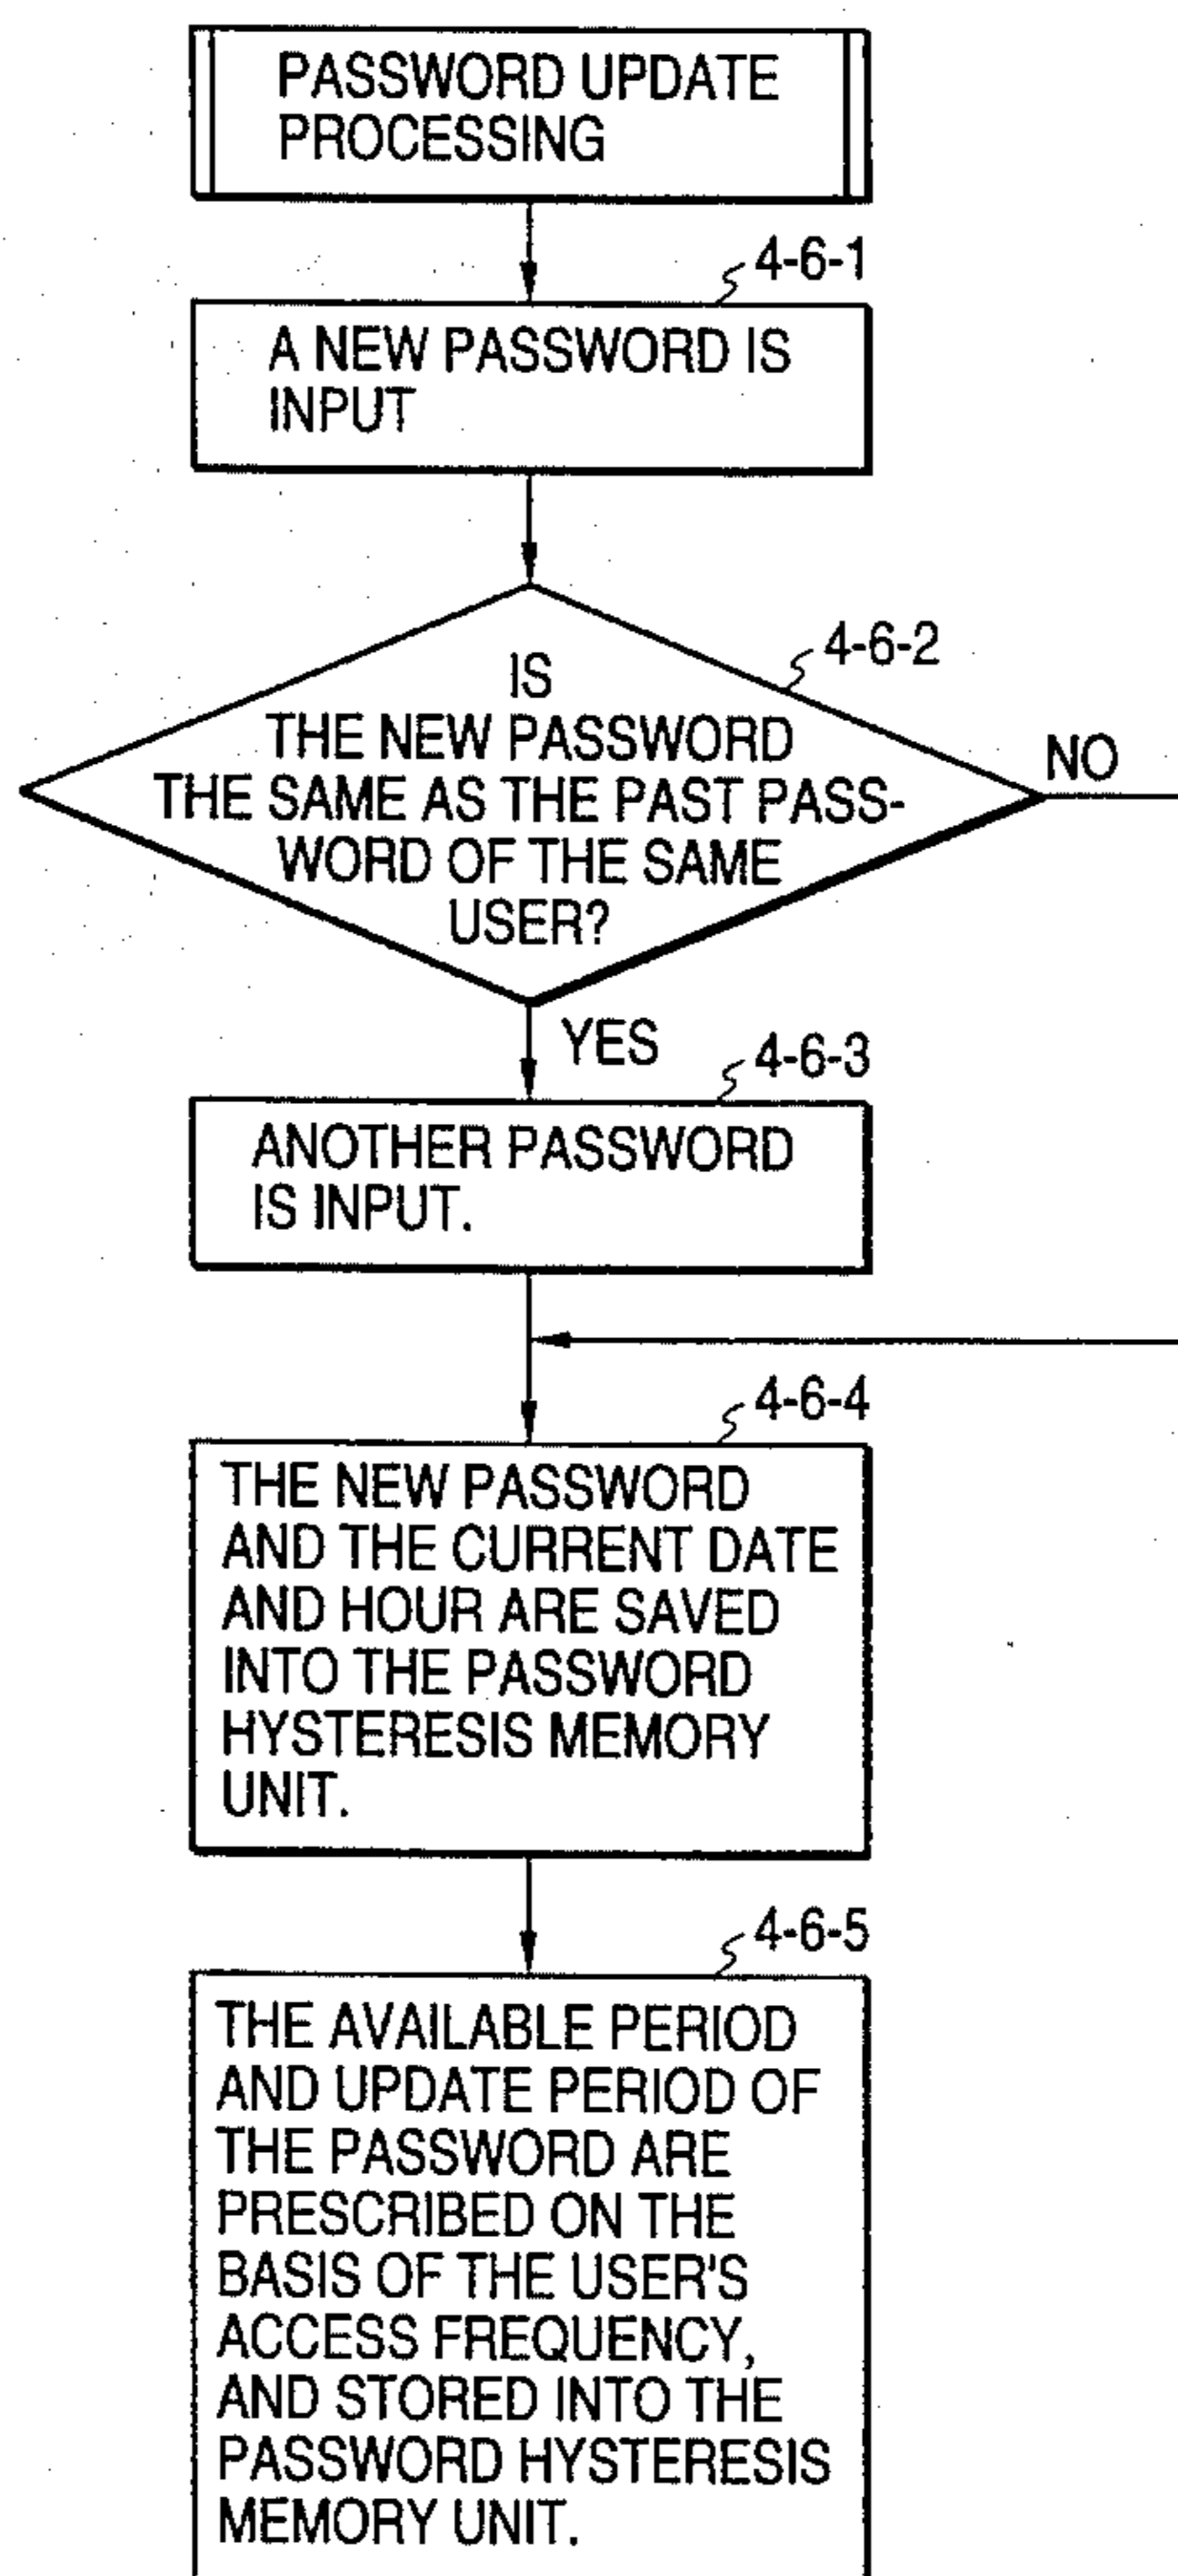 PASSWORD UPDATE
PROCESSING
4-6-1
A NEW PASSWORD IS
INPUT
4-6-2
IS
THE NEW PASSWORD
THE SAME AS THE PAST PASS-
WORD OF THE SAME
USER?
NO
YES
4-6-3
ANOTHER PASSWORD
IS INPUT.
4-6-4
THE NEW PASSWORD
AND THE CURRENT DATE
AND HOUR ARE SAVED
INTO THE PASSWORD
HYSTERESIS MEMORY
UNIT.
4-6-5
THE AVAILABLE PERIOD
AND UPDATE PERIOD OF
THE PASSWORD ARE
PRESCRIBED ON THE
BASIS OF THE USER'S
ACCESS FREQUENCY,
AND STORED INTO THE
PASSWORD HYSTERESIS
MEMORY UNIT.